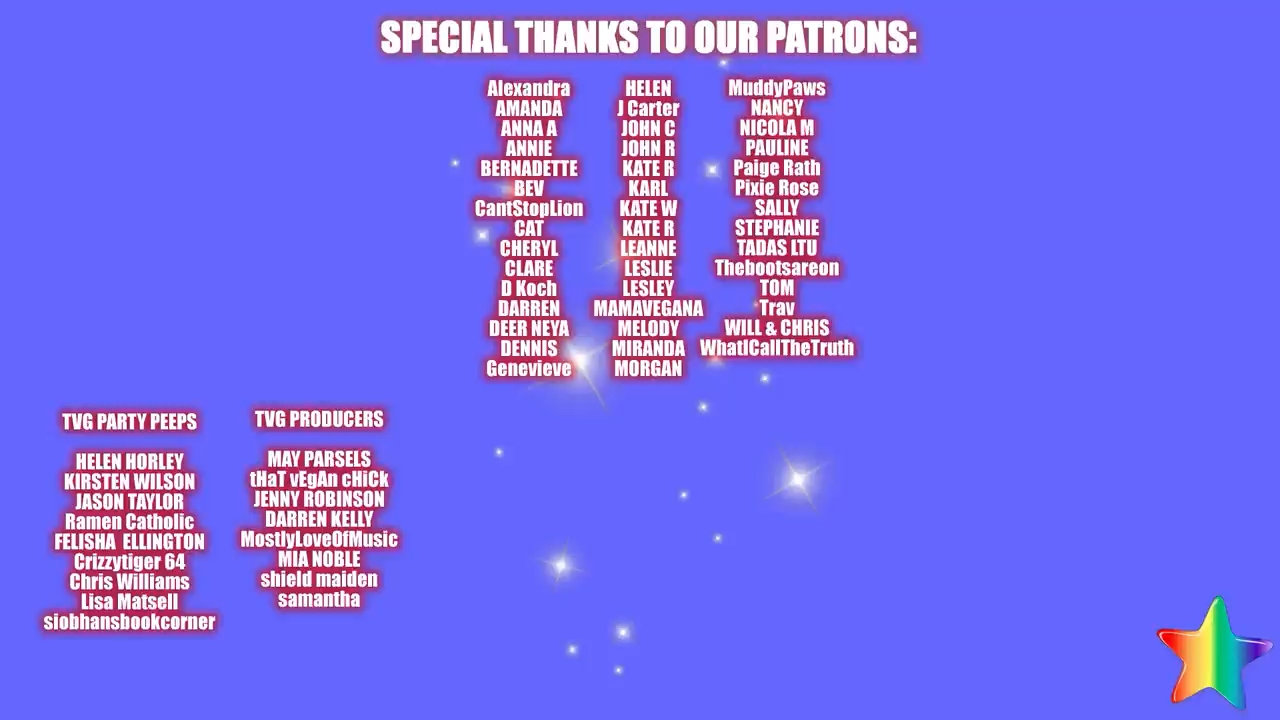 SPECIAL THANKS TO OUR PATRONS:
Alexandra
AMANDA
ANNA A
ANNIE
BERNADETTE
BEV
CantStopLion
CAT
CHERYL
CLARE
D Koch
DARREN
DEER NEYA
DENNIS
Genevieve
HELEN
J Carter
JOHN C
JOHN R
KATE R
KARL
KATE W
KATE R
LEANNE
LESLIE
LESLEY
MAMAVEGANA
MELODY
MIRANDA
MORGAN
MuddyPaws
NANCY
NICOLA M
PAULINE
Paige Rath
Pixie Rose
SALLY
STEPHANIE
TADAS LTU
Thebootsareon
TOM
Trav
WILL & CHRIS
WhatICallTheTruth
TVG PARTY PEEPS
HELEN HORLEY
KIRSTEN WILSON
JASON TAYLOR
Ramen Catholic
FELISHA ELLINGTON
Crizzytiger 64
Chris Williams
Lisa Matsell
siobhansbookcorner
TVG PRODUCERS
MAY PARSELS
tHaT vEgAn cHiCk
JENNY ROBINSON
DARREN KELLY
MostlyLoveOfMusic
MIA NOBLE
shield maiden
samantha